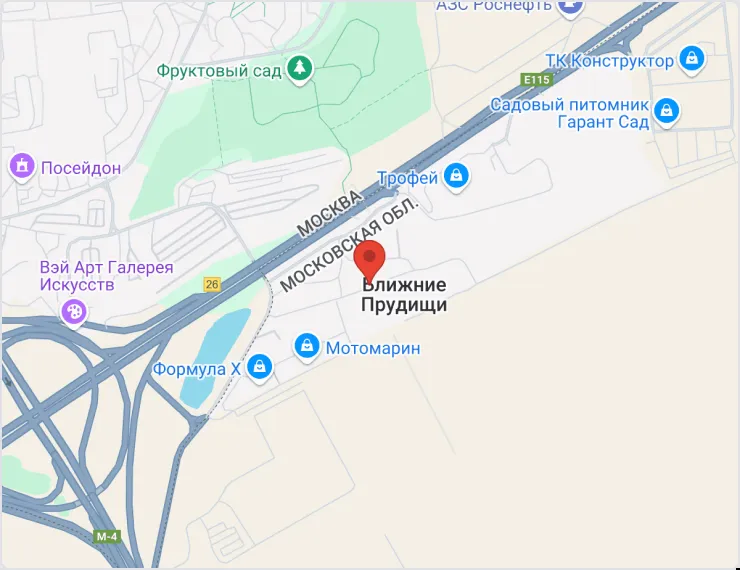 АЗС Роснефть
ТК Конструктор
Фруктовый сад
E115
Садовый питомник
Гарант Сад
Посейдон
Трофей
МОСКВА
МОСКОВСКАЯ ОБЛ.
Вэй Арт Галерея
Искусств
26
Ближние
Прудищи
Мотомарин
Формула Х
М-4